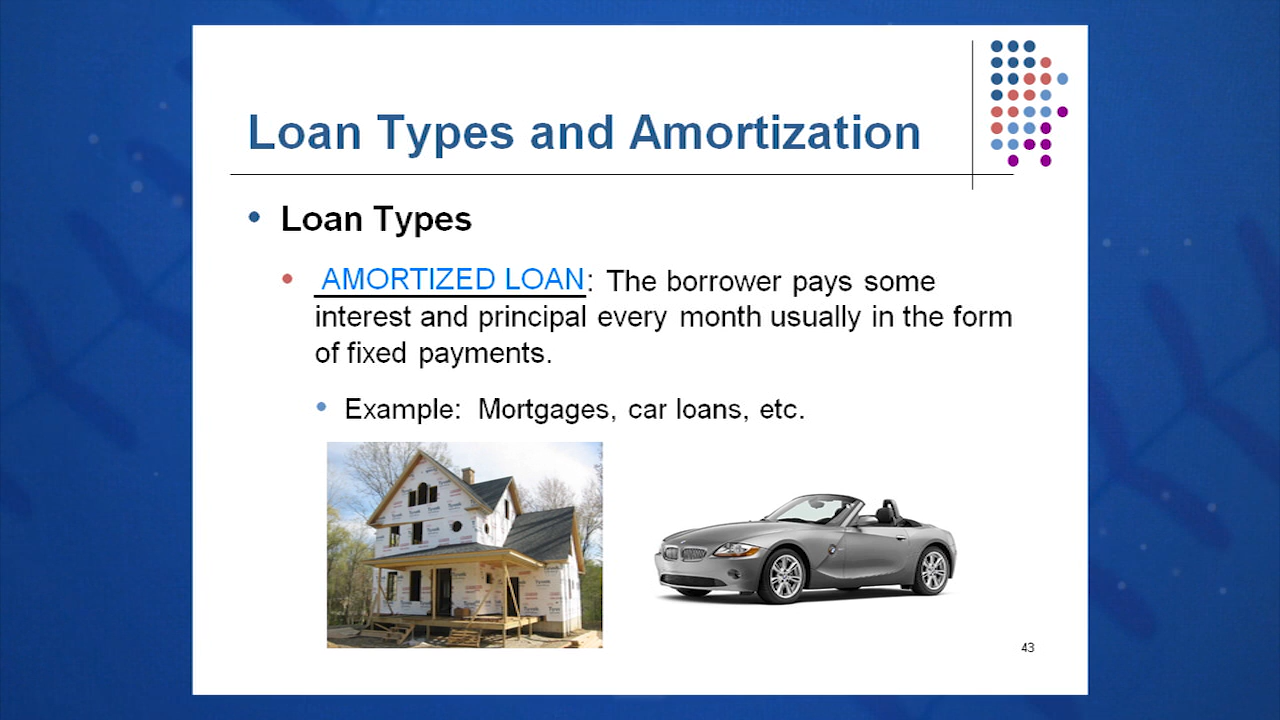 Loan Types and Amortization
• Loan Types
• AMORTIZED LOAN: The borrower pays some
interest and principal every month usually in the form
of fixed payments.
• Example: Mortgages, car loans, etc.
43